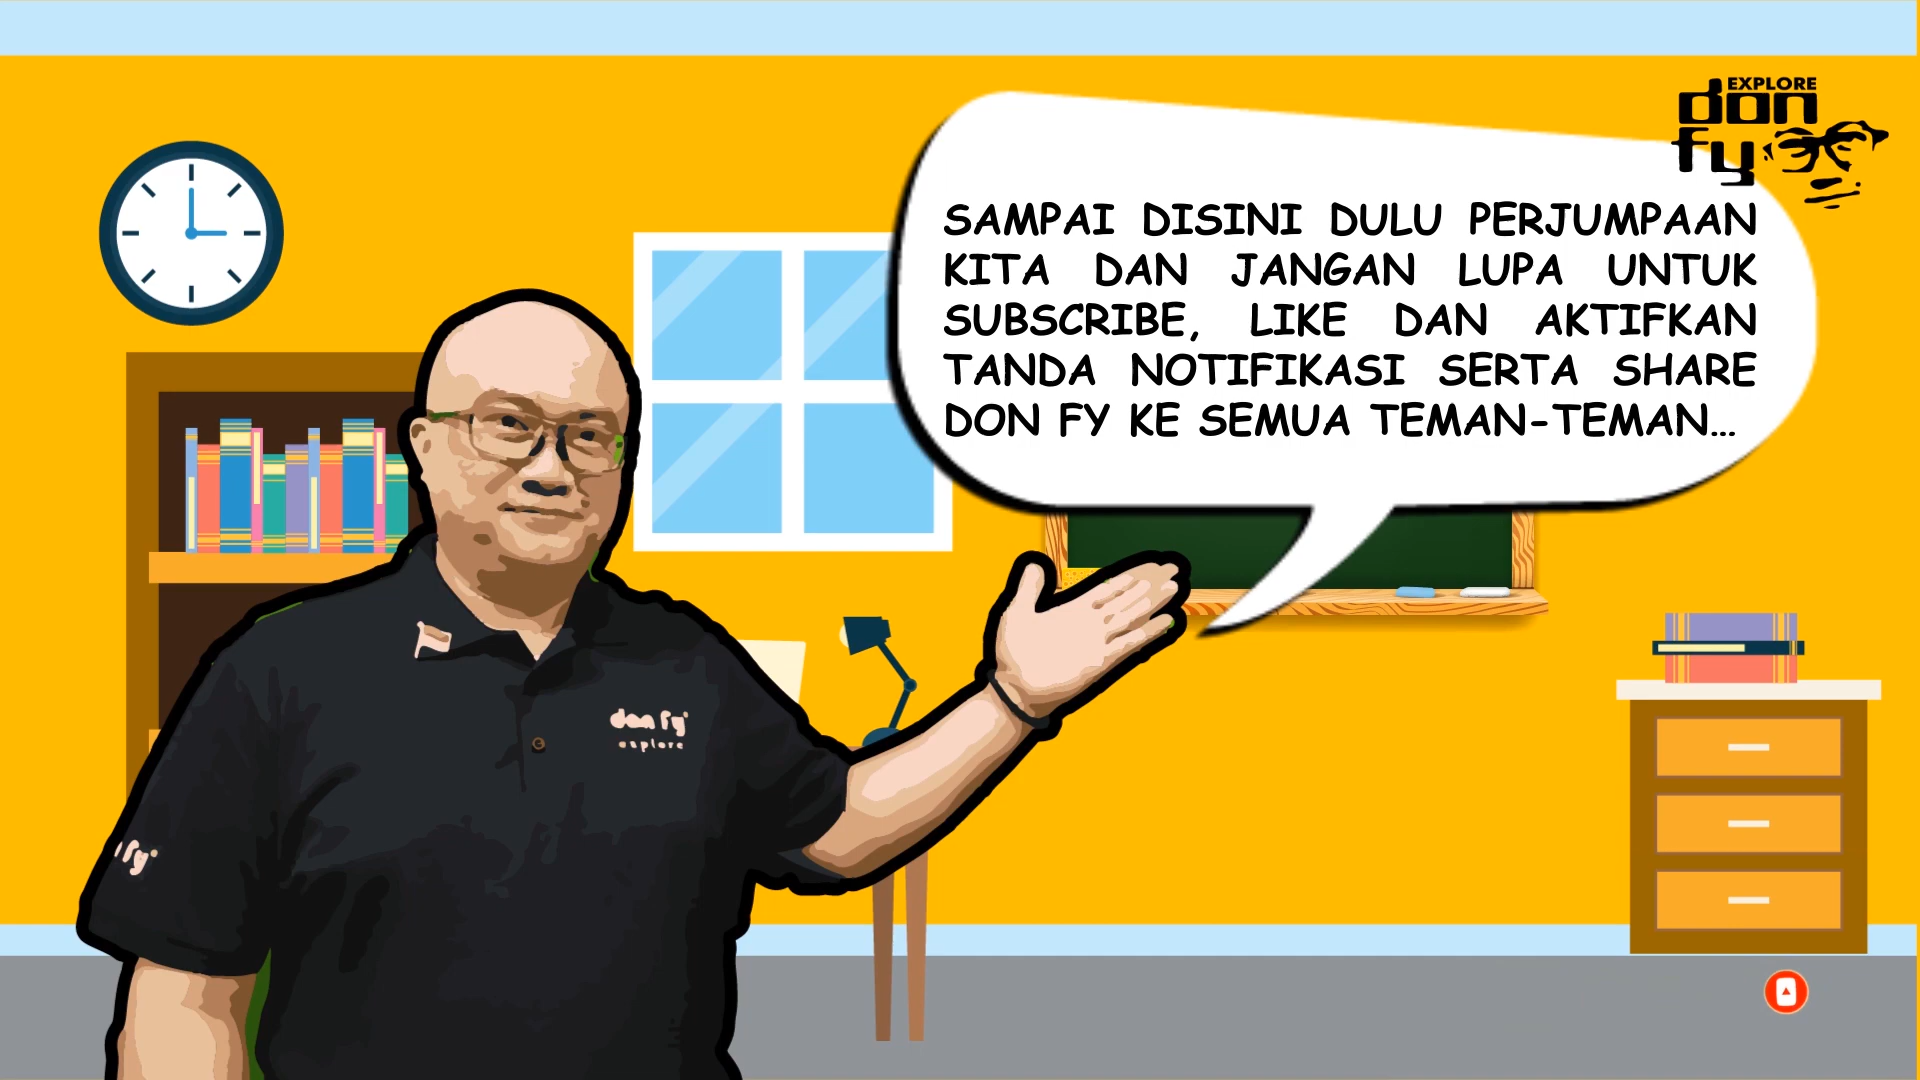 EXPLORE
don
fy
SAMPAI DISINI DULU PERJUMPAAN
KITA DAN JANGAN LUPA UNTUK
SUBSCRIBE, LIKE DAN AKTIFKAN
TANDA NOTIFIKASI SERTA SHARE
DON FY KE SEMUA TEMAN-TEMAN...
don fy
explore
fy